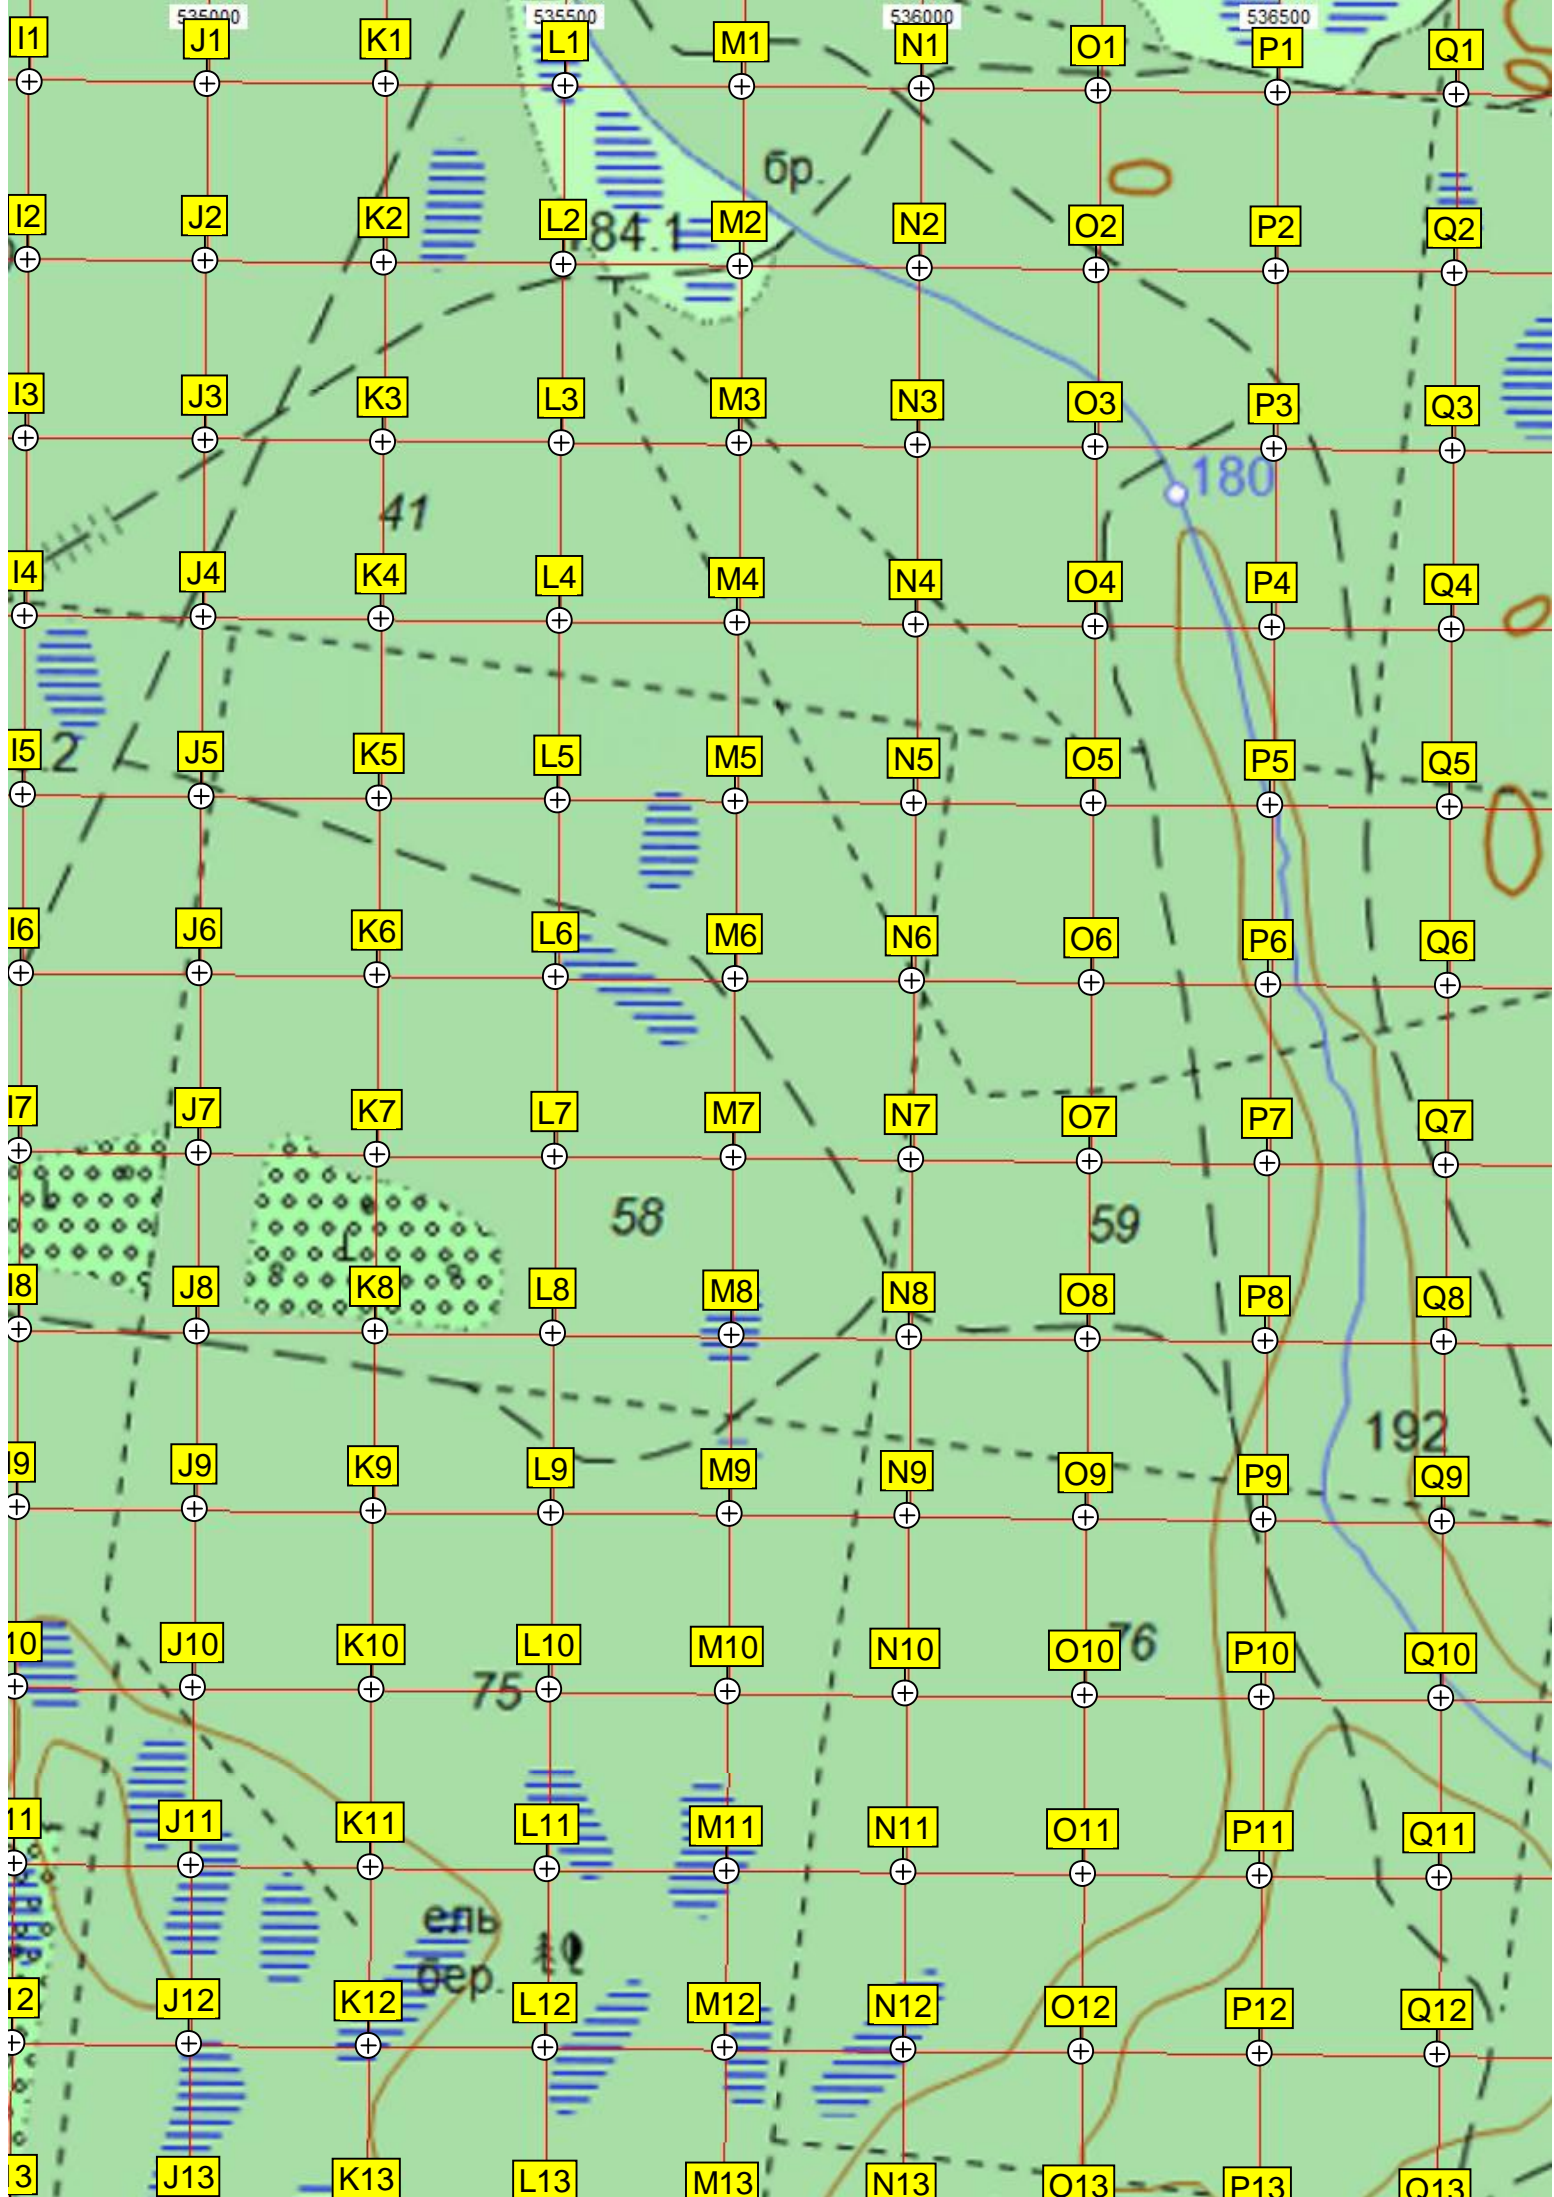 535000 535500 536000 536500
I1 J1 K1 L1 M1 N1 O1 P1 Q1
бр.
I2 J2 K2 L2 84.1 M2 N2 O2 P2 Q2
I3 J3 K3 L3 M3 N3 O3 P3 Q3
180
41
I4 J4 K4 L4 M4 N4 O4 P4 Q4
I5 .2 J5 K5 L5 M5 N5 O5 P5 Q5
I6 J6 K6 L6 M6 N6 O6 P6 Q6
I7 J7 K7 L7 M7 N7 O7 P7 Q7
58 59
I8 J8 K8 L8 M8 N8 O8 P8 Q8
192
I9 J9 K9 L9 M9 N9 O9 P9 Q9
10 J10 K10 L10 M10 N10 O10 76 P10 Q10
75
11 J11 K11 L11 M11 N11 O11 P11 Q11
ель
бер.
12 J12 K12 L12 M12 N12 O12 P12 Q12
13 J13 K13 L13 M13 N13 O13 P13 Q13